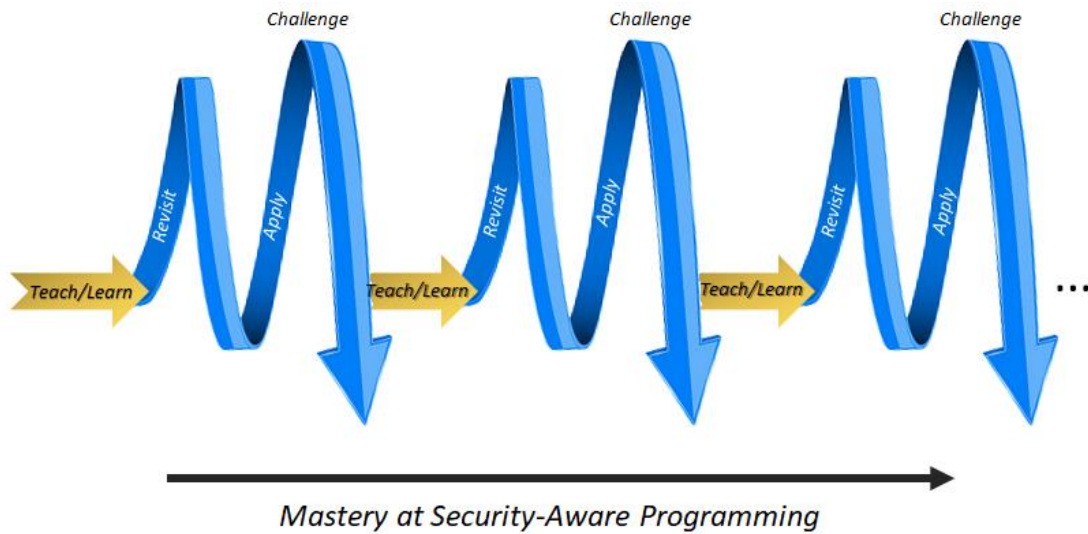 Challenge
Challenge
Challenge
Revisit
Apply
Revisit
Apply
Revisit
Apply
Teach/Learn
Teach/Learn
Teach/Learn
...
Mastery at Security-Aware Programming